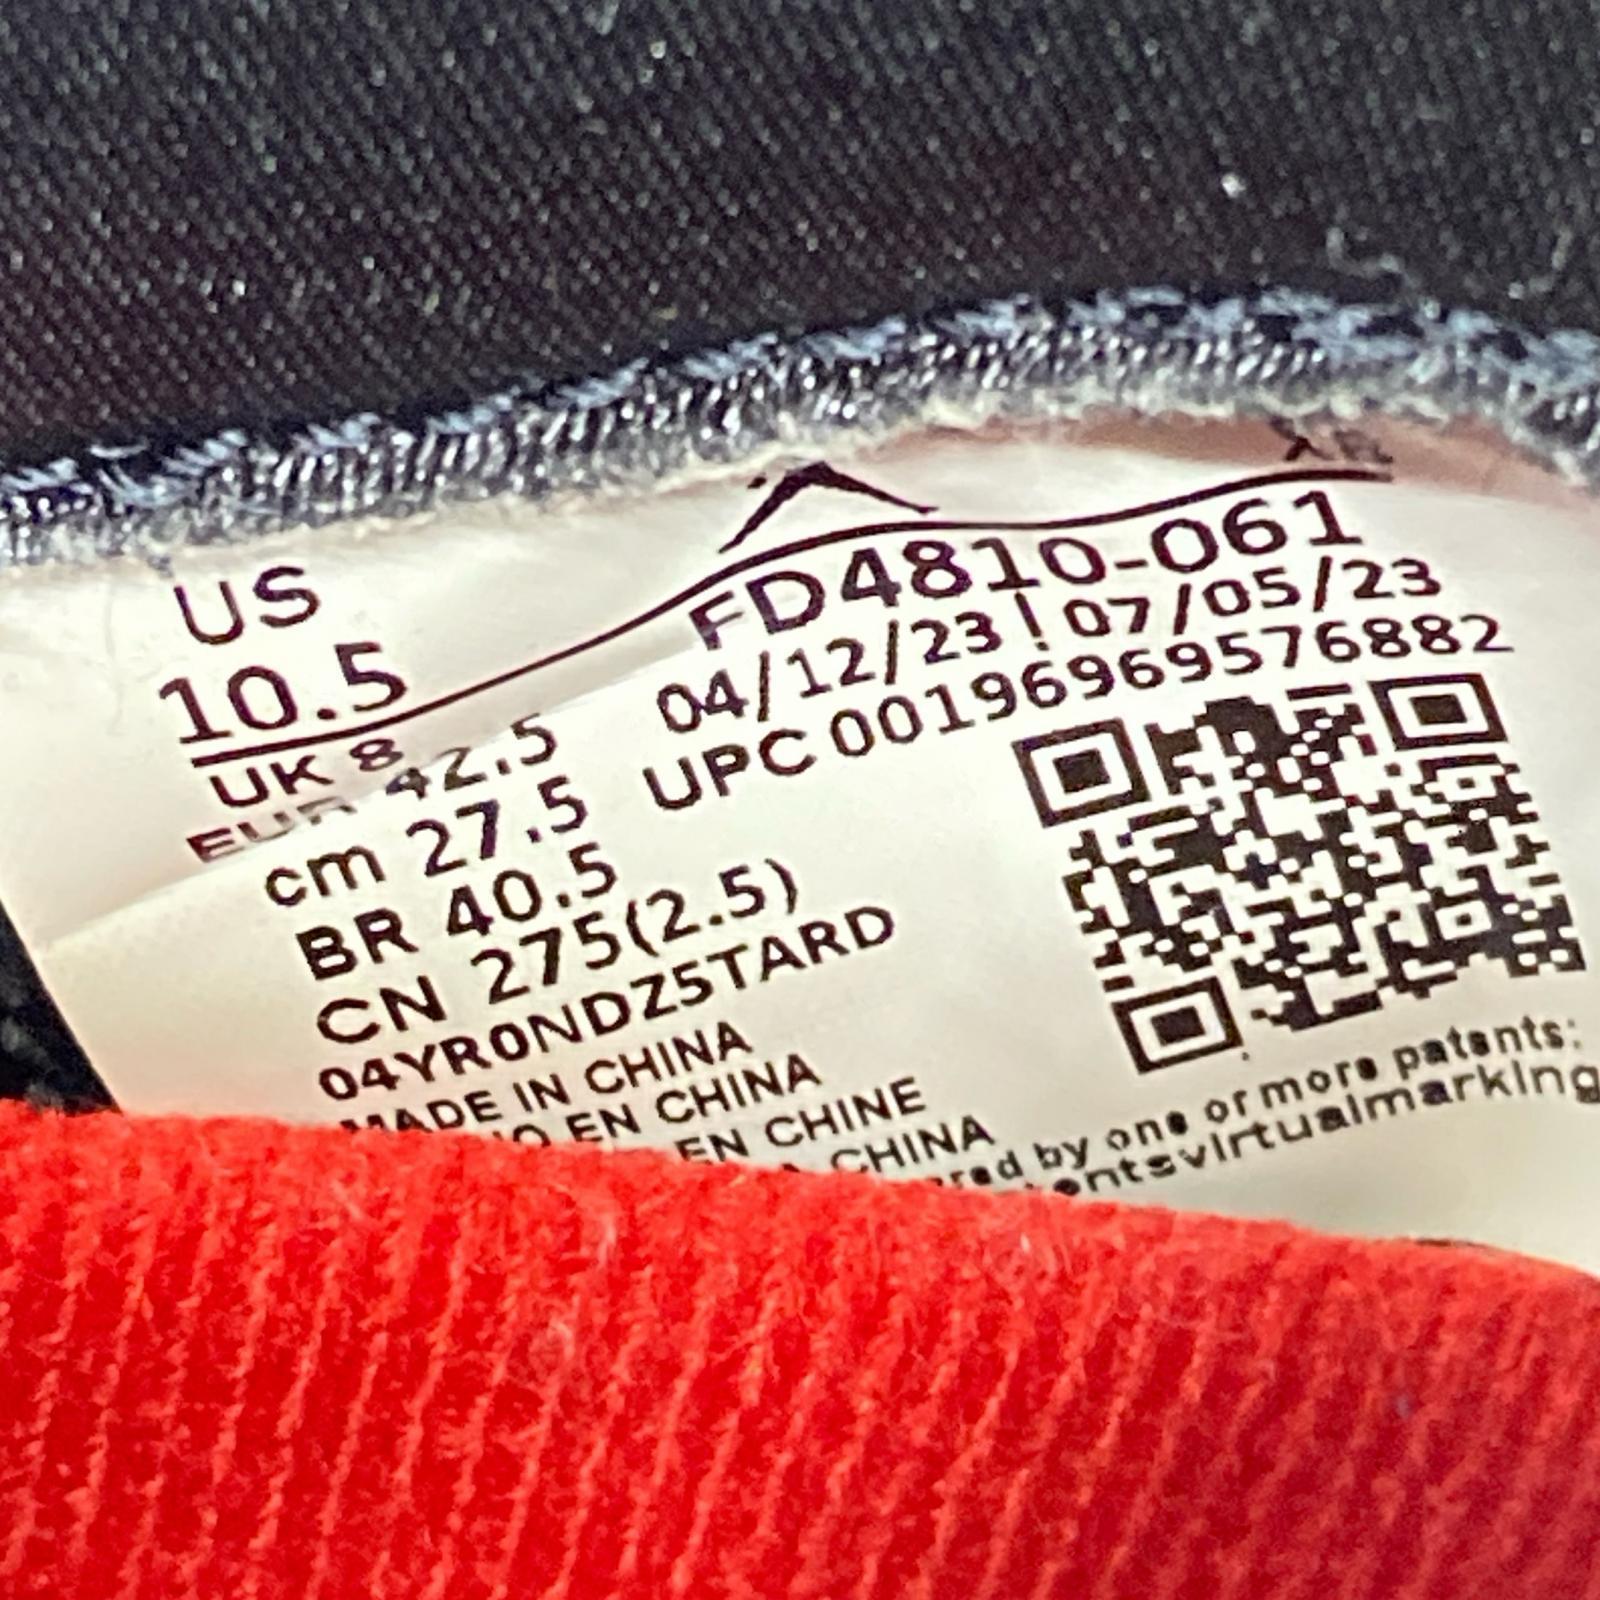 US
10.5
UK 8
EUR 42.5
cm 27.5
BR 40.5
CN 275(2.5)
04YR0NDZ5TARD
MADE IN CHINA
EN CHINA
EN CHINE
CHINA
FD4810-061
04/12/23 | 07/05/23
UPC 00196969576882
by one or more patents: